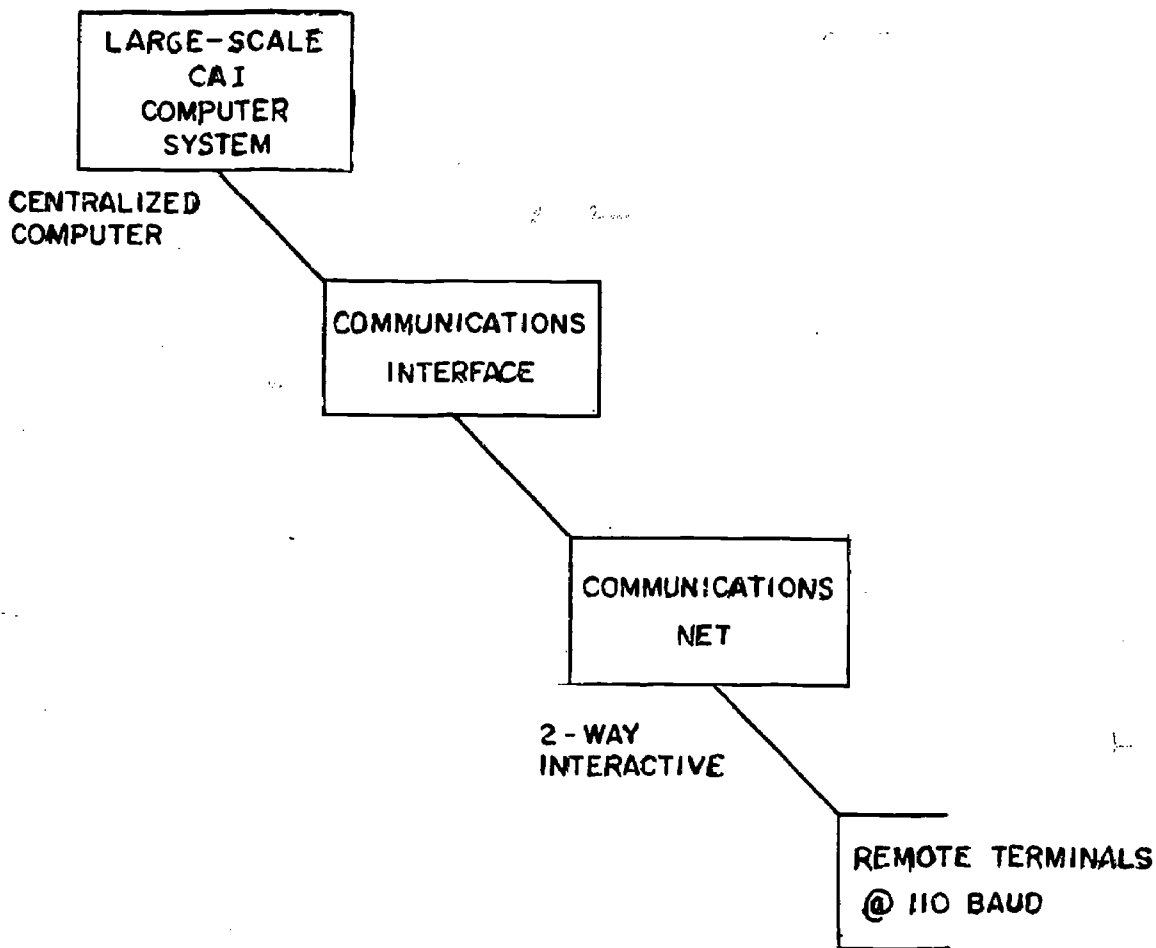 LARGE-SCALE
CAI
COMPUTER
SYSTEM
CENTRALIZED
COMPUTER
COMMUNICATIONS
INTERFACE
COMMUNICATIONS
NET
2-WAY
INTERACTIVE
REMOTE TERMINALS
@ 110 BAUD